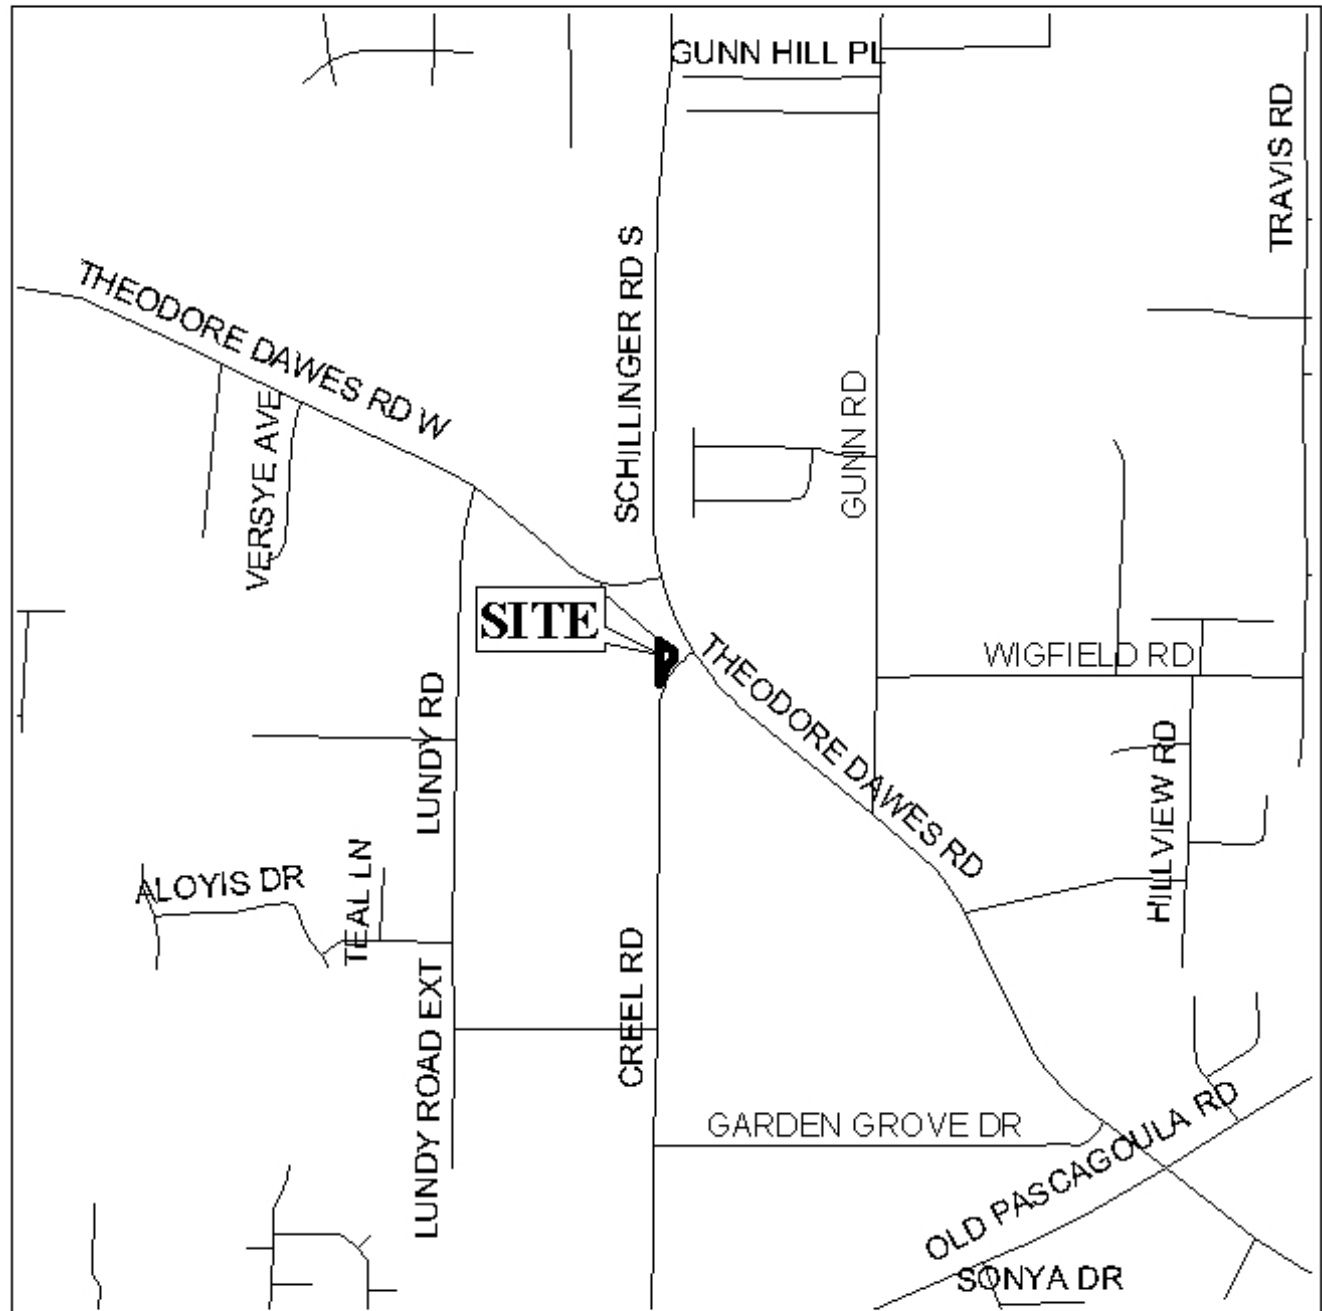 GUNN HILL PL
TRAVIS RD
THEODORE DAWES RD W
SCHILLINGER RD S
VERSYE AVE
GUNN RD
SITE
THEODORE DAWES RD
WIGFIELD RD
LUNDY RD
HILLVIEW RD
ALOYIS DR
TEAL LN
CREEL RD
LUNDY ROAD EXT
GARDEN GROVE DR
OLD PASCAGOULA RD
SONYA DR